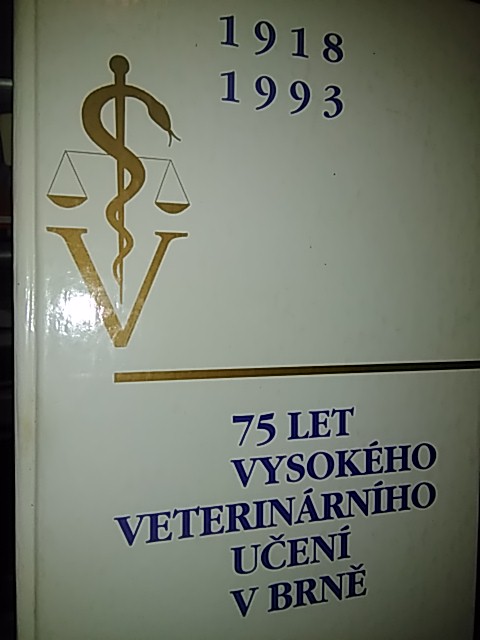 1918
1993
V
75 LET
VYSOKÉHO
VETERINÁRNÍHO
UČENÍ
V BRNĚ